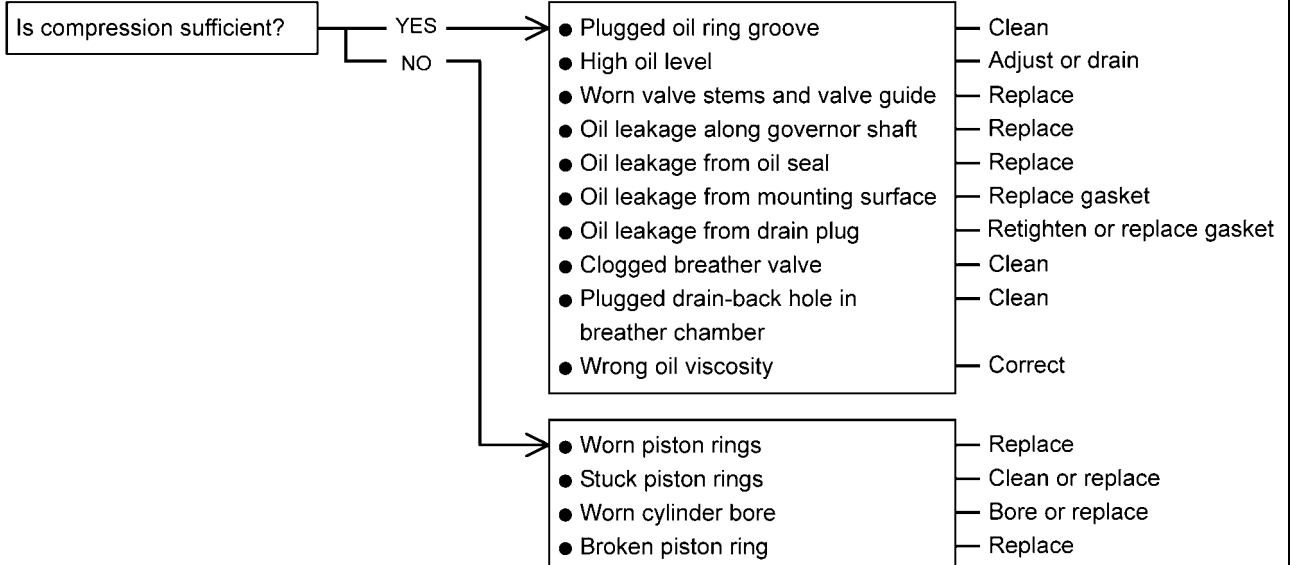 Is compression sufficient?
YES
NO
● Plugged oil ring groove — Clean
● High oil level — Adjust or drain
● Worn valve stems and valve guide — Replace
● Oil leakage along governor shaft — Replace
● Oil leakage from oil seal — Replace
● Oil leakage from mounting surface — Replace gasket
● Oil leakage from drain plug — Retighten or replace gasket
● Clogged breather valve — Clean
● Plugged drain-back hole in — Clean
breather chamber
● Wrong oil viscosity — Correct
● Worn piston rings — Replace
● Stuck piston rings — Clean or replace
● Worn cylinder bore — Bore or replace
● Broken piston ring — Replace